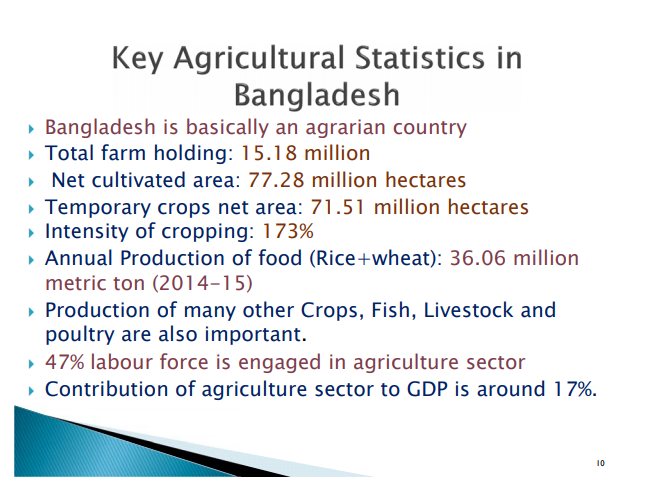 Key Agricultural Statistics in
Bangladesh
Bangladesh is basically an agrarian country
Total farm holding: 15.18 million
Net cultivated area: 77.28 million hectares
Temporary crops net area: 71.51 million hectares
Intensity of cropping: 173%
Annual Production of food (Rice+wheat): 36.06 million
metric ton (2014-15)
Production of many other Crops, Fish, Livestock and
poultry are also important.
47% labour force is engaged in agriculture sector
Contribution of agriculture sector to GDP is around 17%.
10